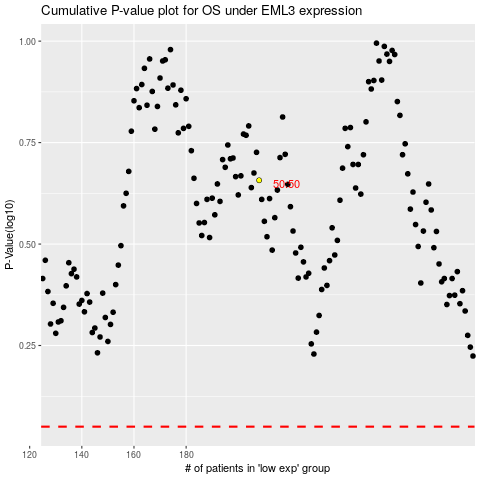 Cumulative P-value plot for OS under EML3 expression
P-Value(log10)
1.00
0.75
0.50
0.25
50:50
120 140 160 180
# of patients in 'low exp' group